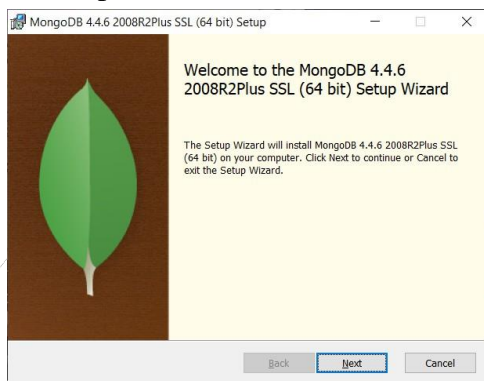 MongoDB 4.4.6 2008R2Plus SSL (64 bit) Setup
Welcome to the MongoDB 4.4.6
2008R2Plus SSL (64 bit) Setup Wizard
The Setup Wizard will install MongoDB 4.4.6 2008R2Plus SSL
(64 bit) on your computer. Click Next to continue or Cancel to
exit the Setup Wizard.
Back Next Cancel